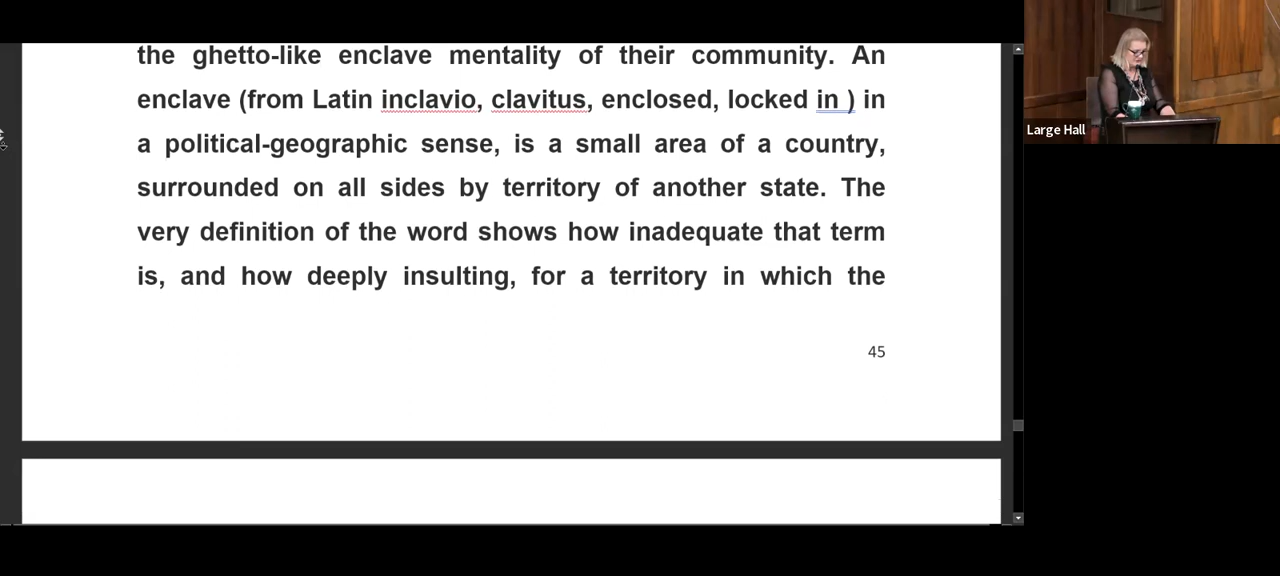 the ghetto-like enclave mentality of their community. An
enclave (from Latin inclavio, clavitus, enclosed, locked in ) in
a political-geographic sense, is a small area of a country,
surrounded on all sides by territory of another state. The
very definition of the word shows how inadequate that term
is, and how deeply insulting, for a territory in which the
45
Large Hall